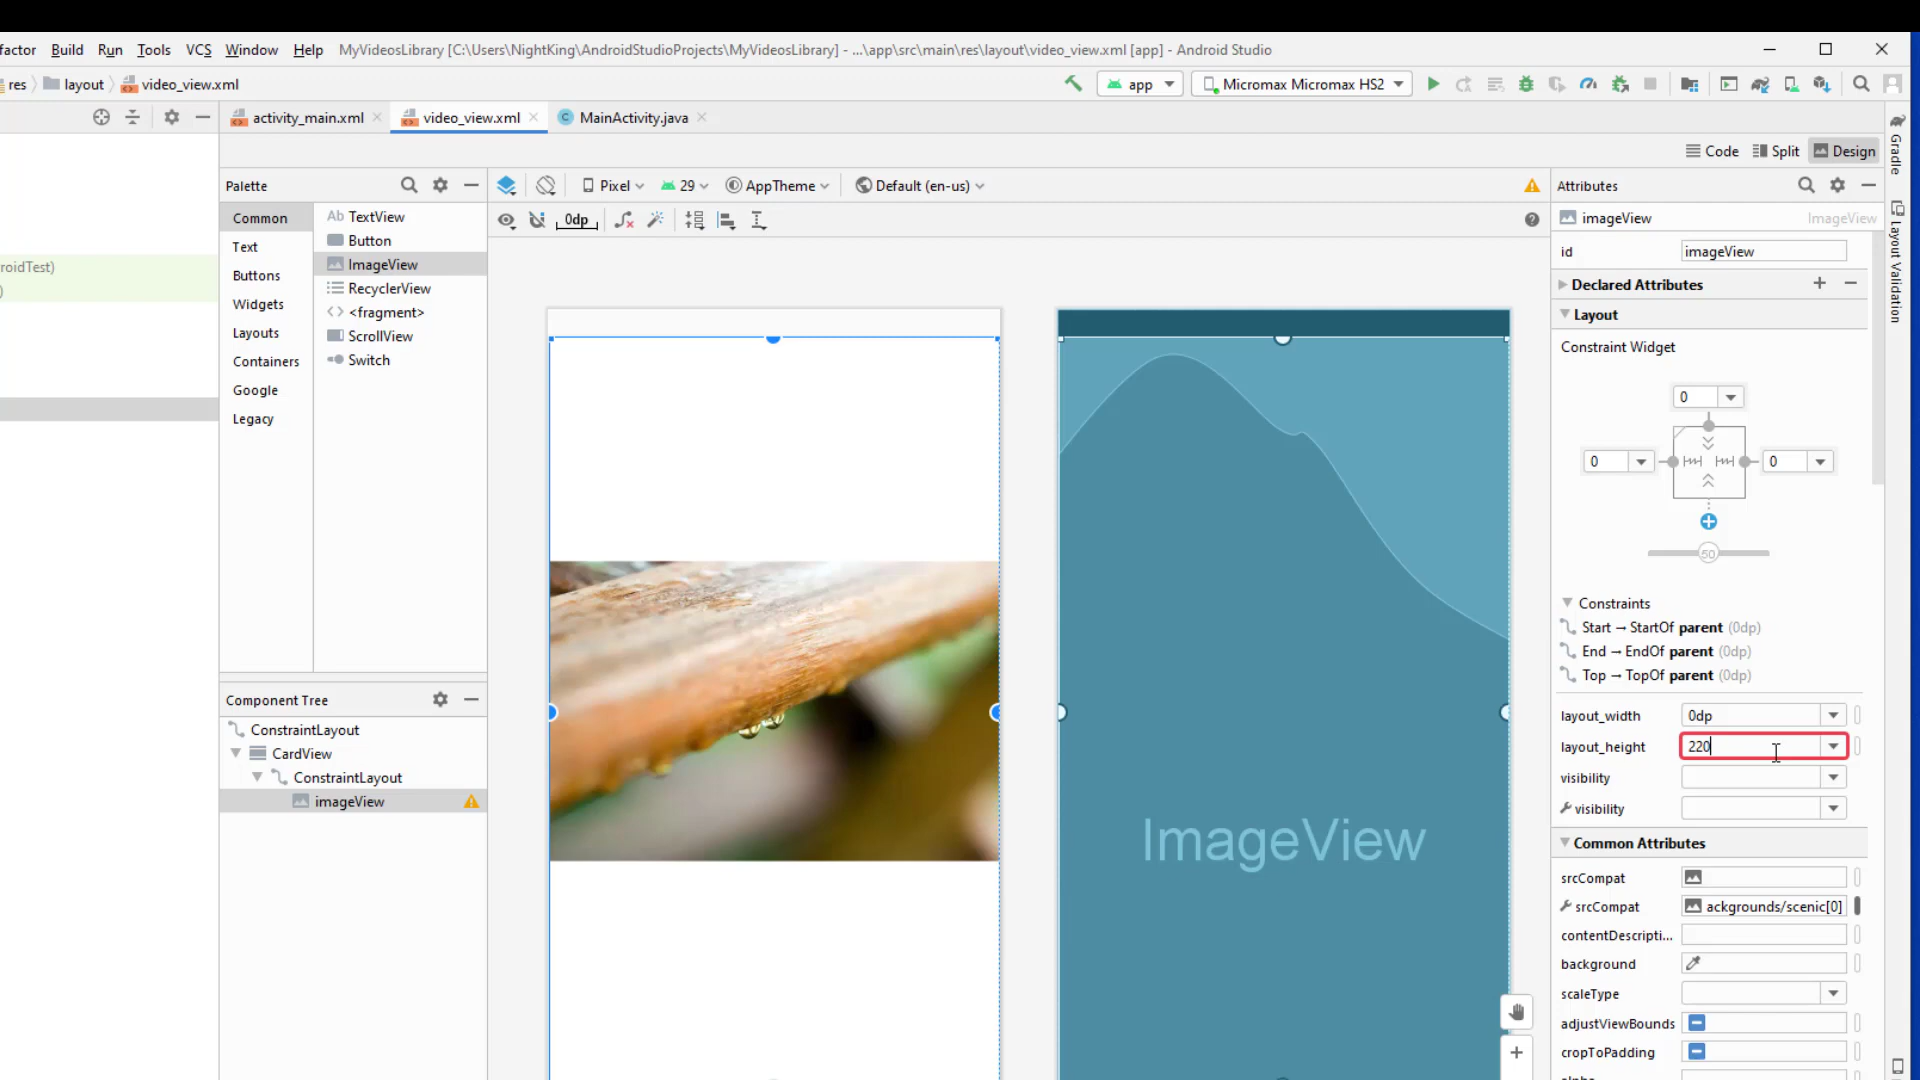 factor Build Run Tools VCS Window Help MyVideosLibrary [C:\Users\NightKing\AndroidStudioProjects\MyVideosLibrary] - ...\app\src\main\res\layout\video_view.xml [app] - Android Studio
res layout video_view.xml app Micromax Micromax HS2
activity_main.xml video_view.xml MainActivity.java
Code Split Design
Palette Pixel 29 AppTheme Default (en-us) Attributes
Common
Text
Buttons
Widgets
Layouts
Containers
Google
Legacy
Ab TextView
Button
ImageView
RecyclerView
<> <fragment>
ScrollView
Switch
0dp
roidTest)
)
Component Tree
ConstraintLayout
CardView
ConstraintLayout
imageView
ImageView
imageView ImageView
id imageView
Declared Attributes
Layout
Constraint Widget
0
0 0
50
Constraints
Start → StartOf parent (0dp)
End → EndOf parent (0dp)
Top → TopOf parent (0dp)
layout_width 0dp
layout_height 220
visibility
visibility
Common Attributes
srcCompat
srcCompat ackgrounds/scenic[0]
contentDescripti...
background
scaleType
adjustViewBounds
cropToPadding
Gradle
Layout Validation